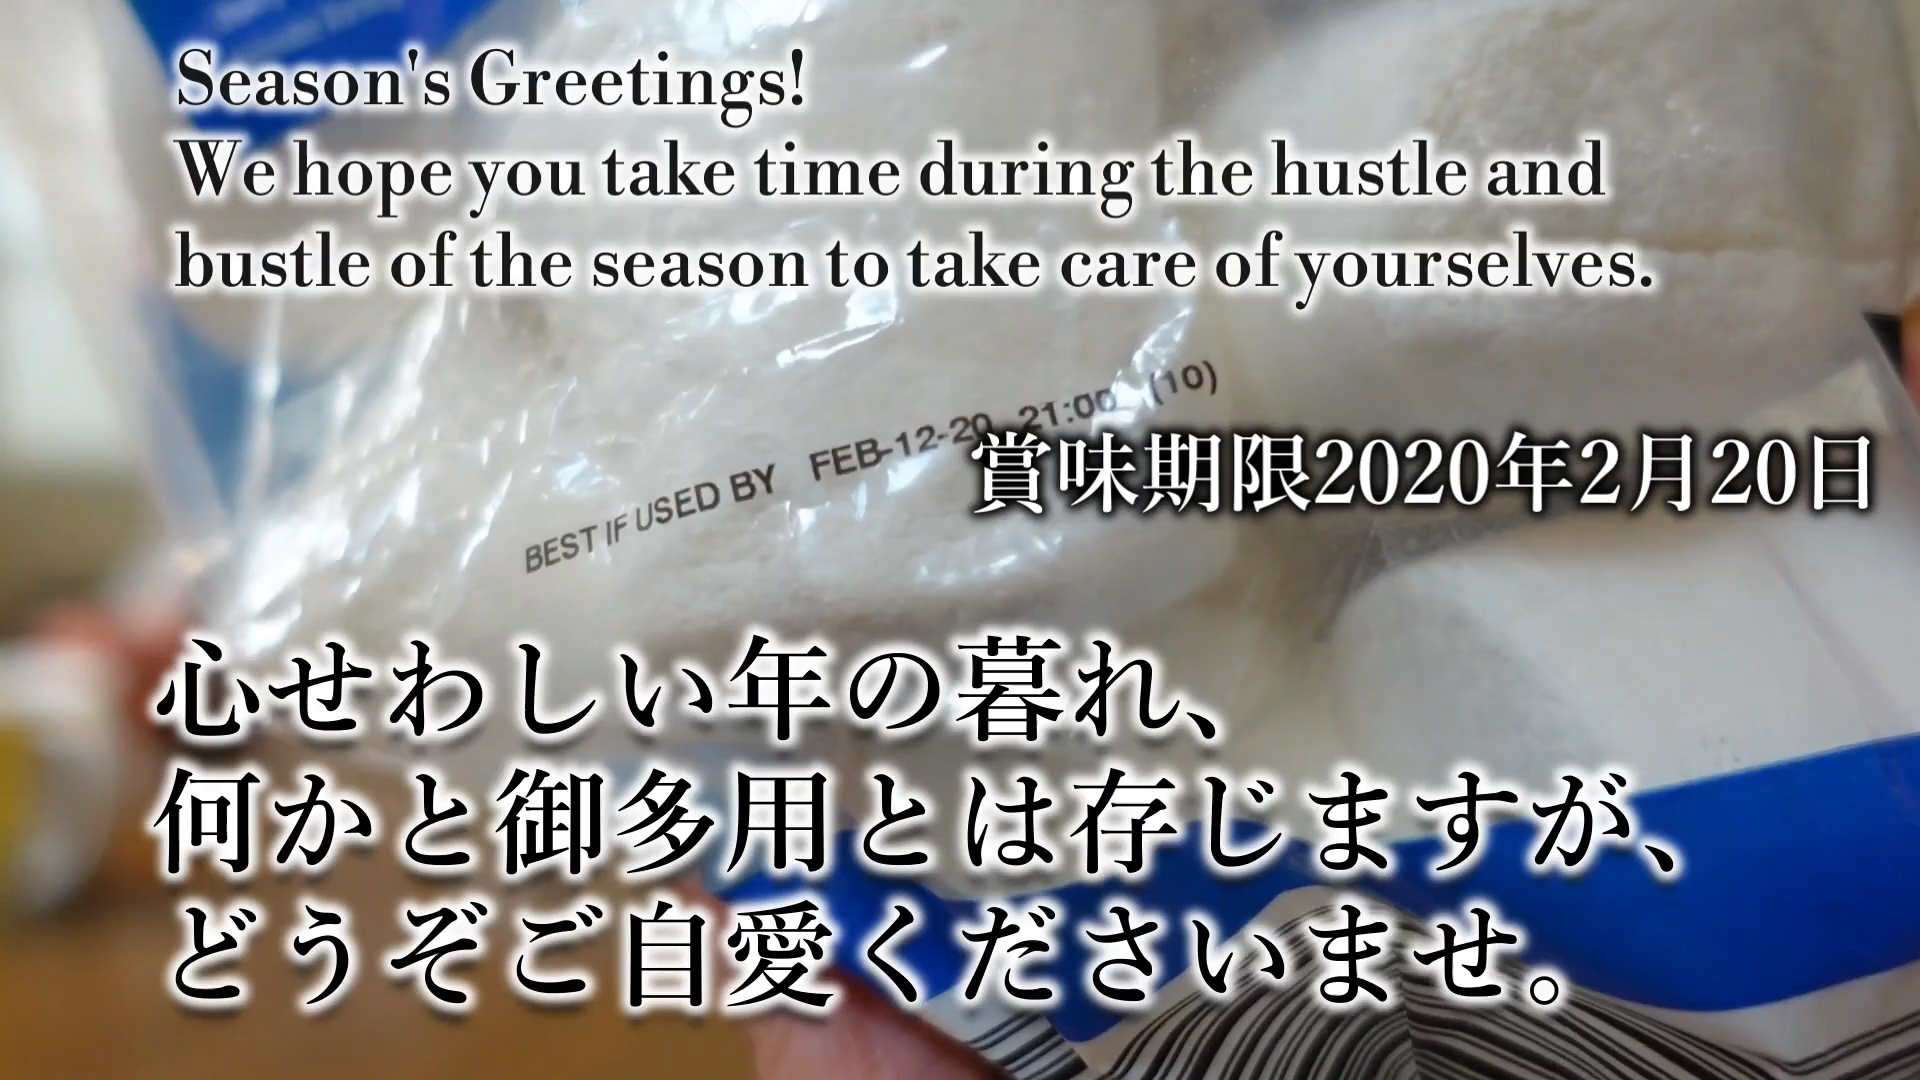 Season's Greetings!
We hope you take time during the hustle and
bustle of the season to take care of yourselves.
BEST IF USED BY FEB-12-20 21:00 (10)
賞味期限2020年2月20日
心せわしい年の暮れ、
何かと御多用とは存じますが、
どうぞご自愛くださいませ。